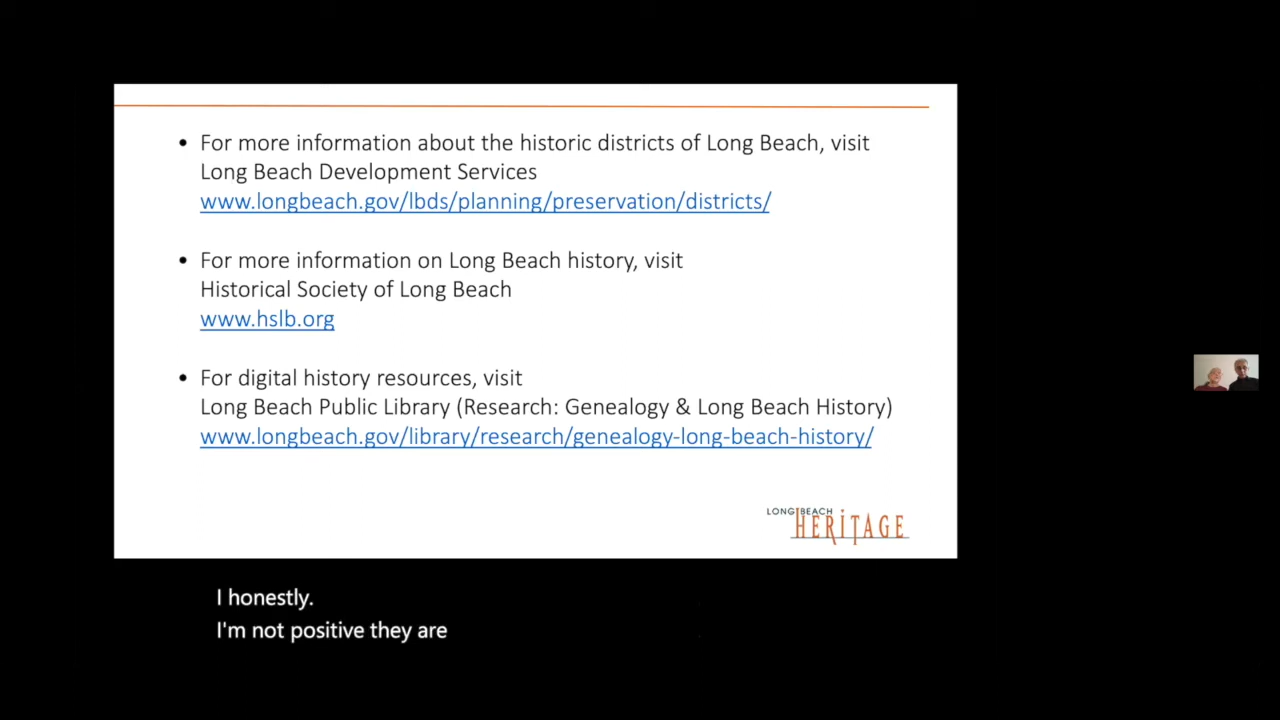 • For more information about the historic districts of Long Beach, visit
Long Beach Development Services
www.longbeach.gov/lbds/planning/preservation/districts/
• For more information on Long Beach history, visit
Historical Society of Long Beach
www.hslb.org
• For digital history resources, visit
Long Beach Public Library (Research: Genealogy & Long Beach History)
www.longbeach.gov/library/research/genealogy-long-beach-history/
LONG BEACH
HERiTAGE
I honestly.
I'm not positive they are